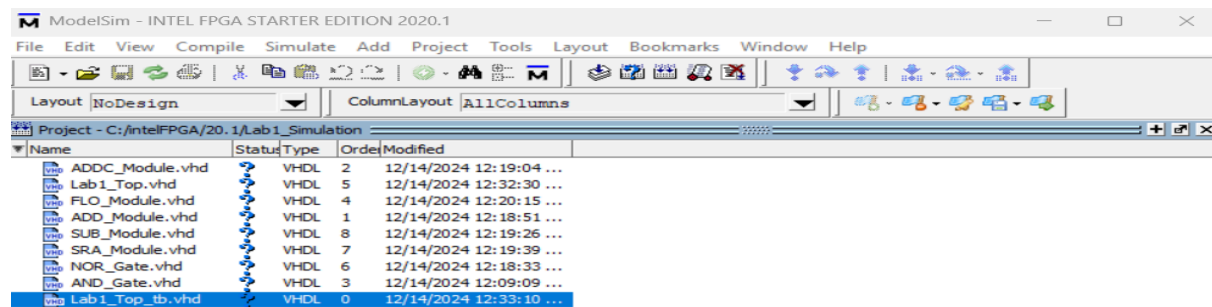 ModelSim - INTEL FPGA STARTER EDITION 2020.1
File Edit View Compile Simulate Add Project Tools Layout Bookmarks Window Help
Layout NoDesign ColumnLayout AllColumns
Project - C:/intelFPGA/20.1/Lab1_Simulation
Name Status Type Order Modified
ADDC_Module.vhd VHDL 2 12/14/2024 12:19:04 ...
Lab1_Top.vhd VHDL 5 12/14/2024 12:32:30 ...
FLO_Module.vhd VHDL 4 12/14/2024 12:20:15 ...
ADD_Module.vhd VHDL 1 12/14/2024 12:18:51 ...
SUB_Module.vhd VHDL 8 12/14/2024 12:19:26 ...
SRA_Module.vhd VHDL 7 12/14/2024 12:19:39 ...
NOR_Gate.vhd VHDL 6 12/14/2024 12:18:33 ...
AND_Gate.vhd VHDL 3 12/14/2024 12:09:09 ...
Lab1_Top_tb.vhd VHDL 0 12/14/2024 12:33:10 ...